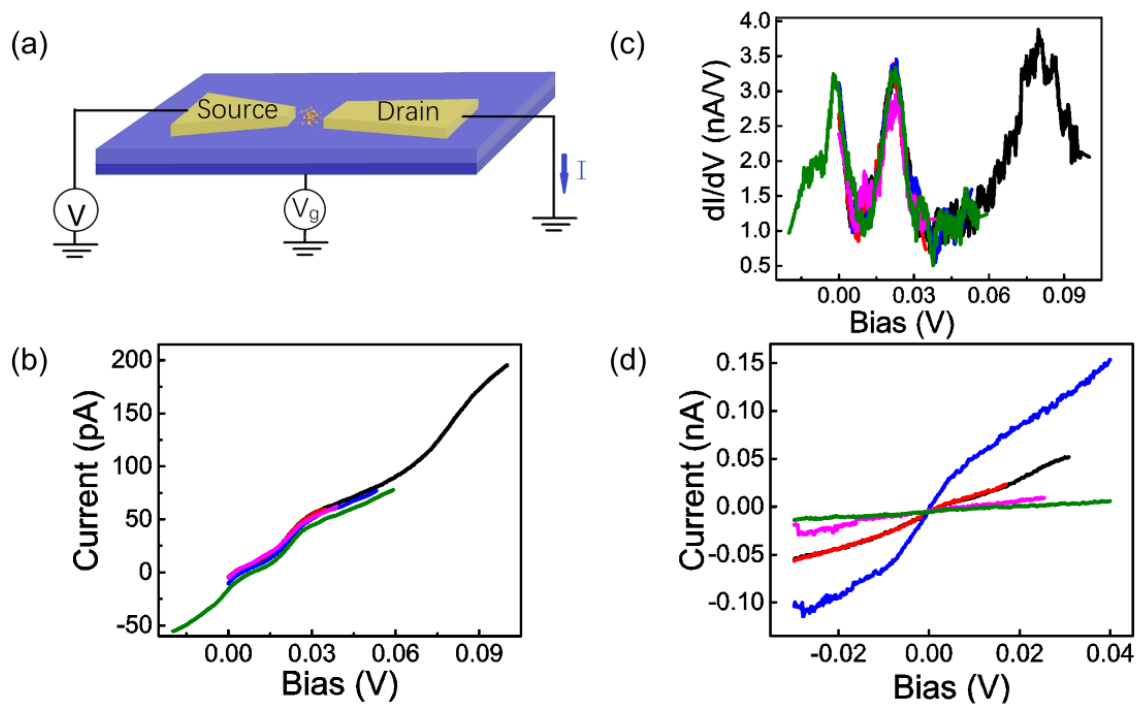 (a)
Source
Drain
I
V
Vg
(b)
200
150
100
50
0
-50
Current (pA)
0.00
0.03
0.06
0.09
Bias (V)
(c)
4.0
3.5
3.0
2.5
2.0
1.5
1.0
0.5
dI/dV (nA/V)
0.00
0.03
0.06
0.09
Bias (V)
(d)
0.15
0.10
0.05
0.00
-0.05
-0.10
Current (nA)
-0.02
0.00
0.02
0.04
Bias (V)